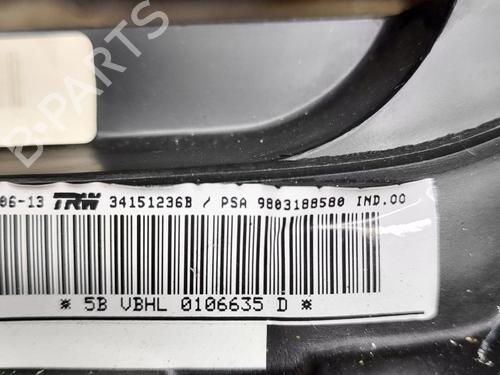 B-PARTS
06-13 TRW 34151236B / PSA 9803188580 IND.00
* 5B VBHL 0106635 D *